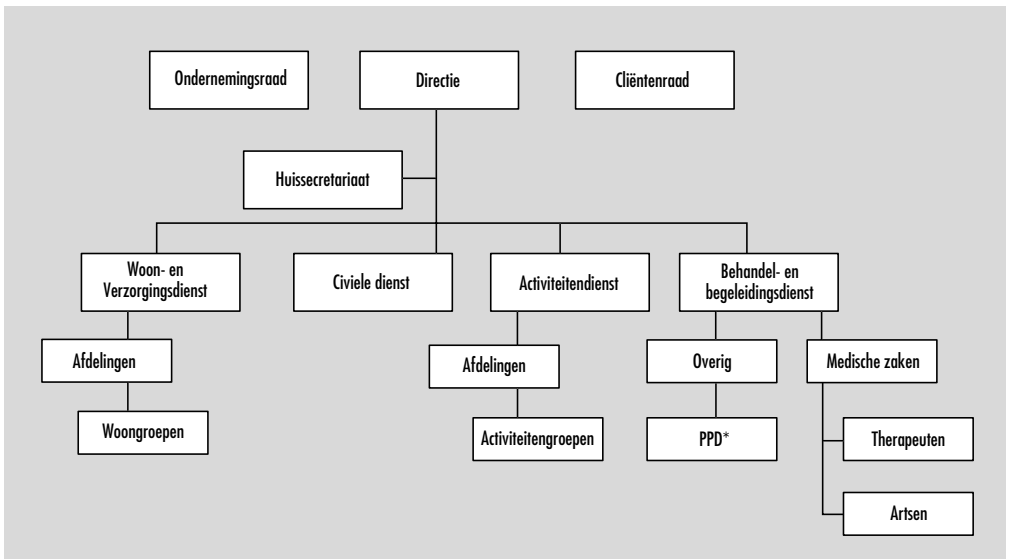 Ondernemingsraad
Directie
Cliëntenraad
Huissecretariaat
Woon- en
Verzorgingsdienst
Civiele dienst
Activiteitendienst
Behandel- en
begeleidingsdienst
Afdelingen
Afdelingen
Overig
Medische zaken
Woongroepen
Activiteitengroepen
PPD*
Therapeuten
Artsen